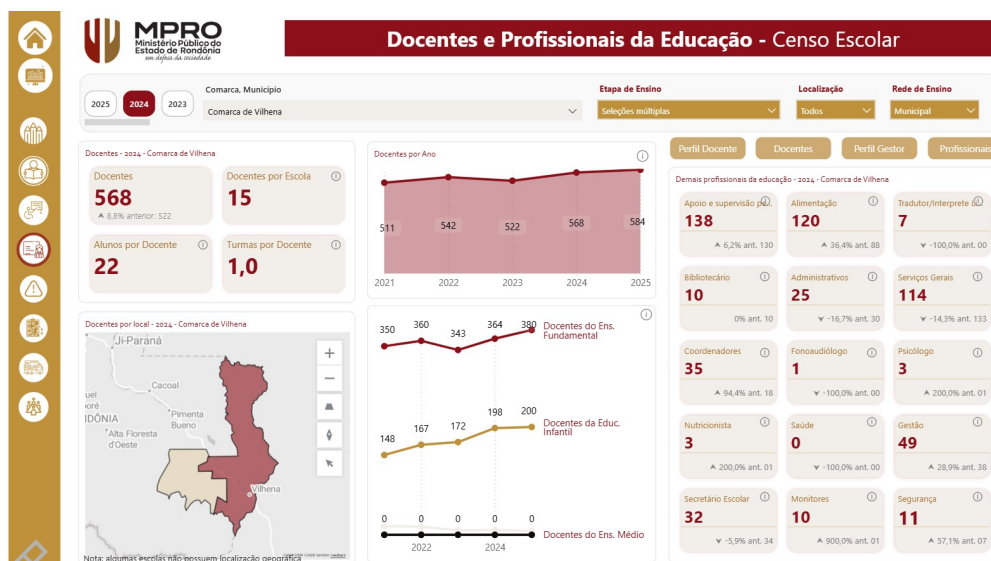 MPRO
Ministério Público do
Estado de Rondônia
em defesa da sociedade
Docentes e Profissionais da Educação - Censo Escolar
2025
2024
2023
Comarca, Município
Comarca de Vilhena
Etapa de Ensino
Seleções múltiplas
Localização
Todos
Rede de Ensino
Municipal
Docentes - 2024 - Comarca de Vilhena
Docentes
568
8,8% anterior: 522
Docentes por Escola
15
Alunos por Docente
22
Turmas por Docente
1,0
Docentes por Ano
511
542
522
568
584
2021
2022
2023
2024
2025
Perfil Docente
Docentes
Perfil Gestor
Profissionais
Demais profissionais da educação - 2024 - Comarca de Vilhena
Apoio e supervisão
138
6,2% ant. 130
Alimentação
120
36,4% ant. 88
Tradutor/Interprete
7
-100,0% ant. 00
Bibliotecário
10
0% ant. 10
Administrativos
25
-16,7% ant. 30
Serviços Gerais
114
-14,3% ant. 133
Coordenadores
35
94,4% ant. 18
Fonoaudiólogo
1
-100,0% ant. 00
Psicólogo
3
200,0% ant. 01
Nutricionista
3
200,0% ant. 01
Saúde
0
-100,0% ant. 00
Gestão
49
28,9% ant. 38
Secretário Escolar
32
-5,9% ant. 34
Monitores
10
900,0% ant. 01
Segurança
11
57,1% ant. 07
Docentes por local - 2024 - Comarca de Vilhena
Ji-Paraná
Cacoal
uel
oré
DÔNIA
Pimenta
Bueno
Alta Floresta
d'Oeste
Vilhena
Nota: algumas escolas não possuem localização geográfica
350
360
343
364
380
Docentes do Ens.
Fundamental
148
167
172
198
200
Docentes da Educ.
Infantil
0
0
0
0
0
Docentes do Ens. Médio
2022
2024